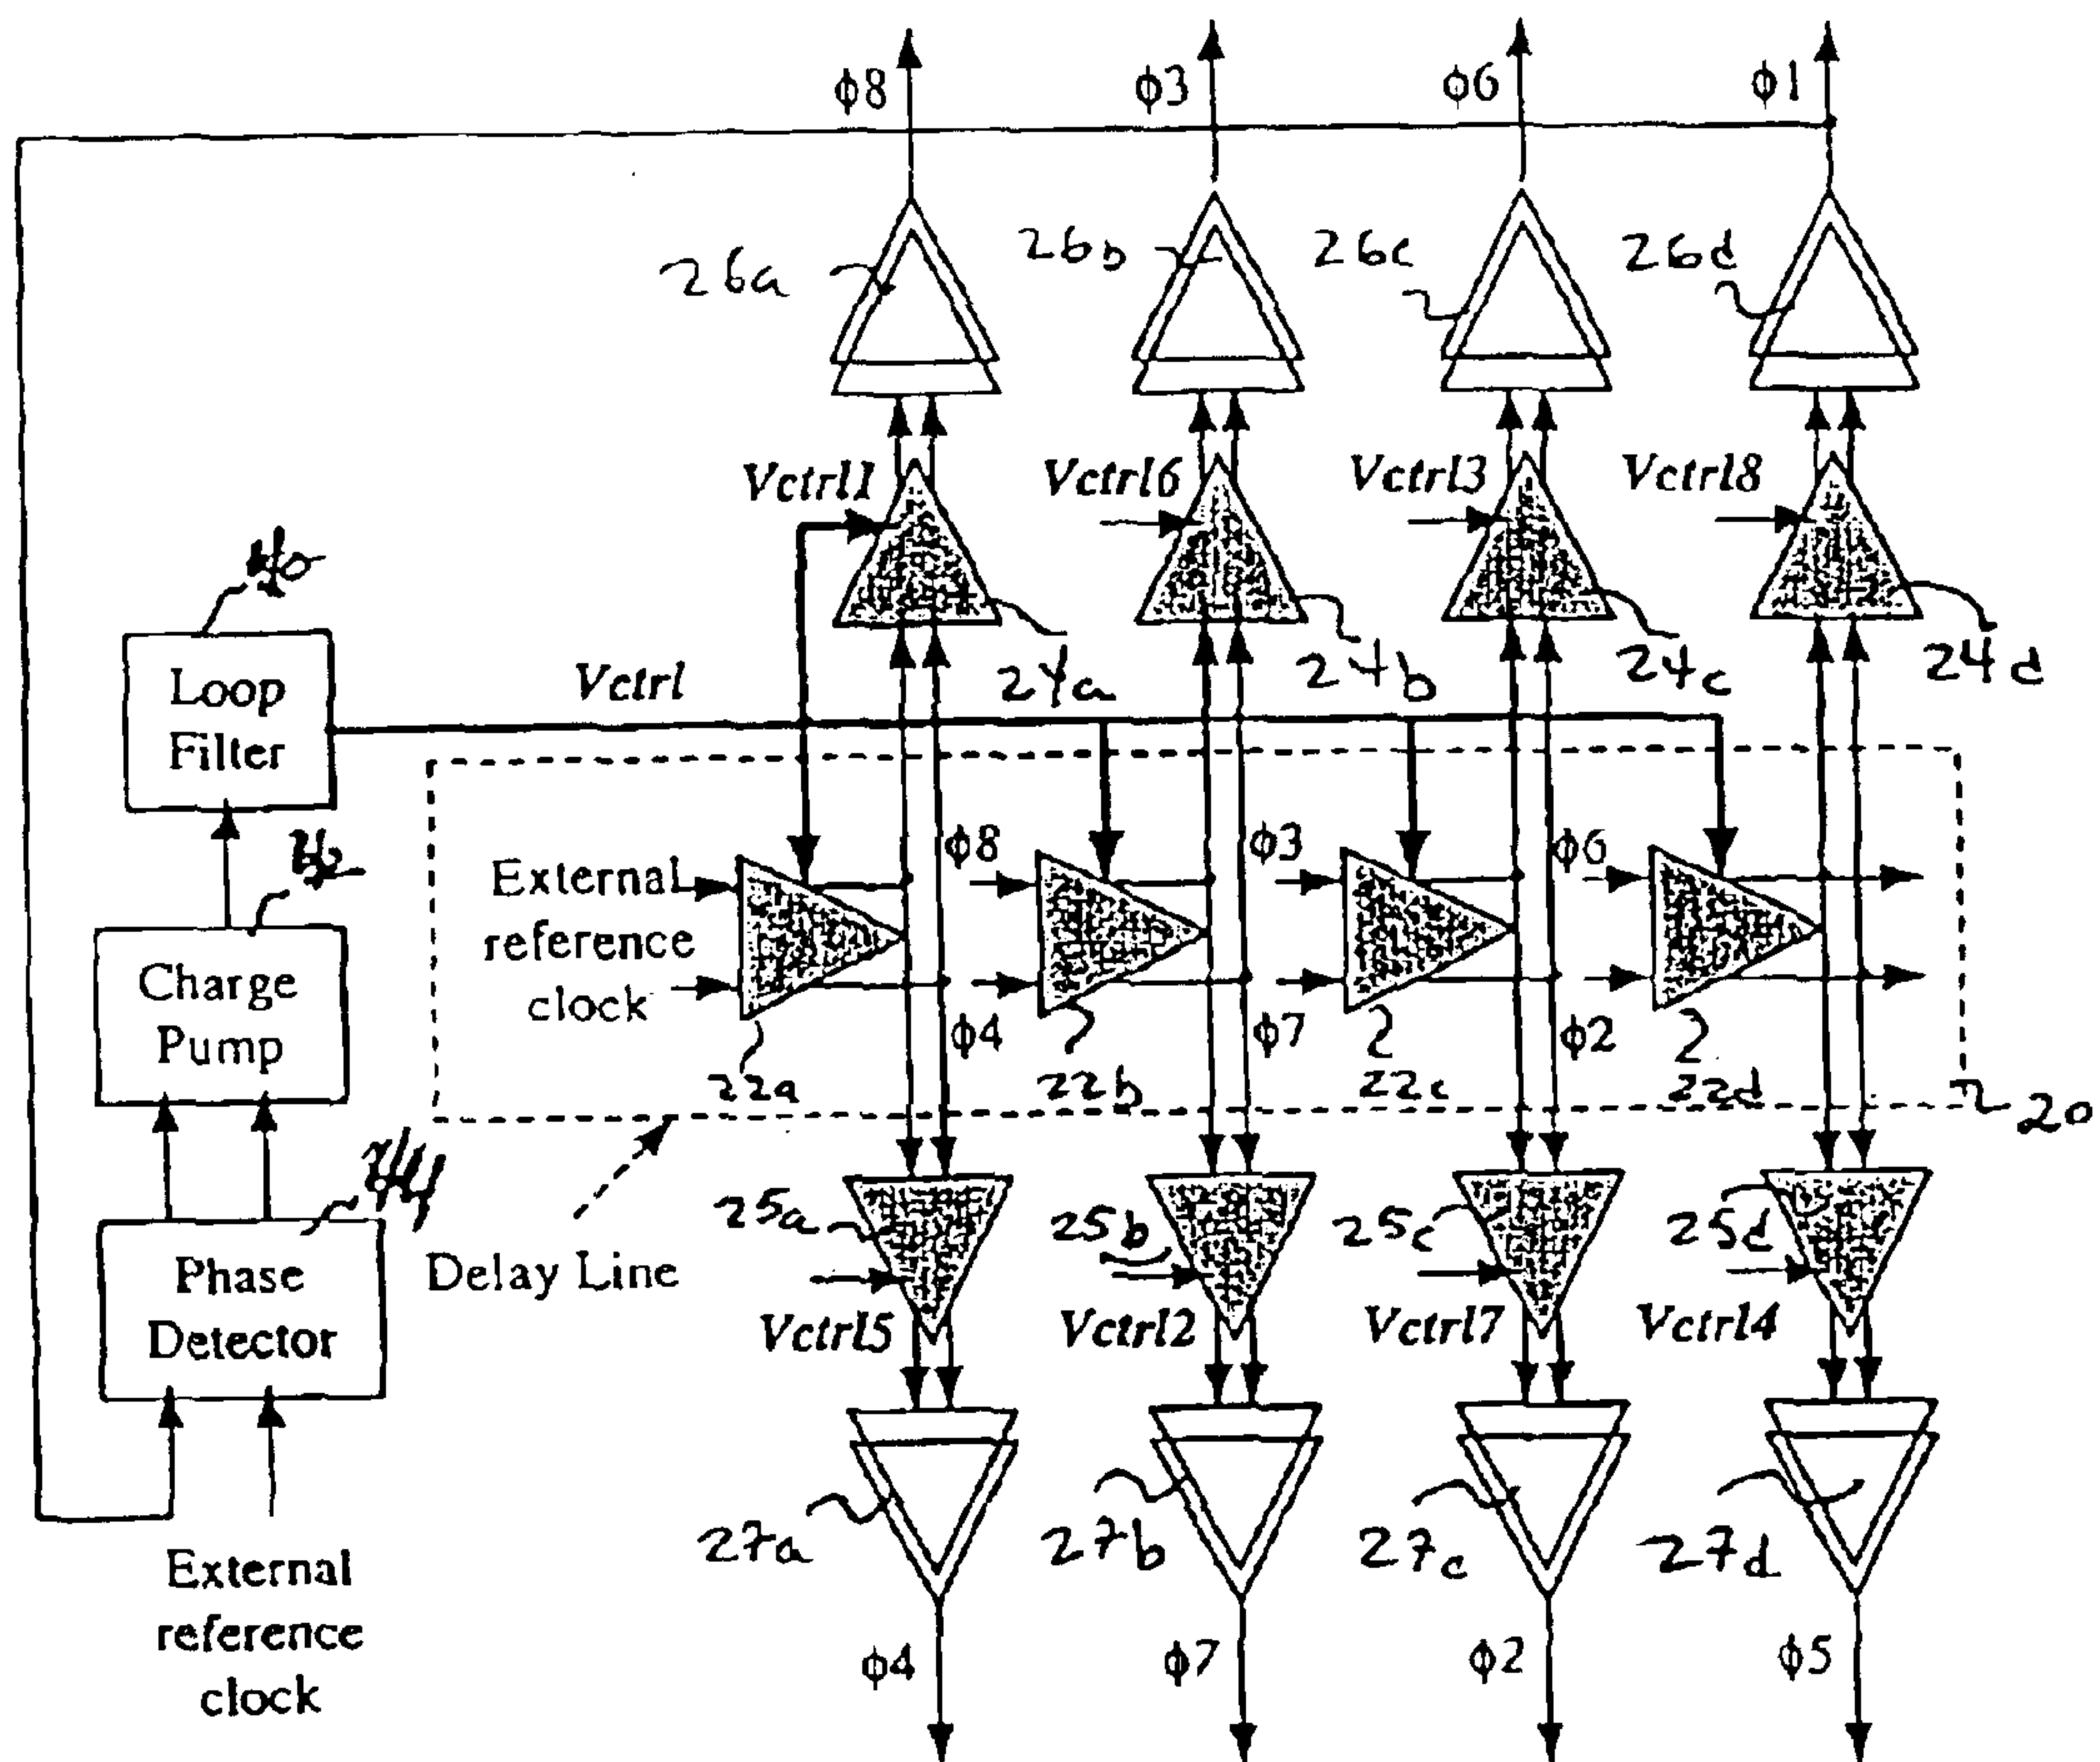 ϕ8 ϕ3 ϕ6 ϕ1
26a 26b 26c 26d
Vctrl1 Vctrl6 Vctrl3 Vctrl8
24a 24b 24c 24d
Loop
Filter
Vctrl
External
reference
clock
ϕ8 ϕ3 ϕ6
ϕ4 ϕ7 ϕ2
22a 22b 22c 22d
20
Charge
Pump
Delay Line
Phase
Detector
25a 25b 25c 25d
Vctrl5 Vctrl2 Vctrl7 Vctrl4
27a 27b 27c 27d
External
reference
clock
ϕ4 ϕ7 ϕ2 ϕ5